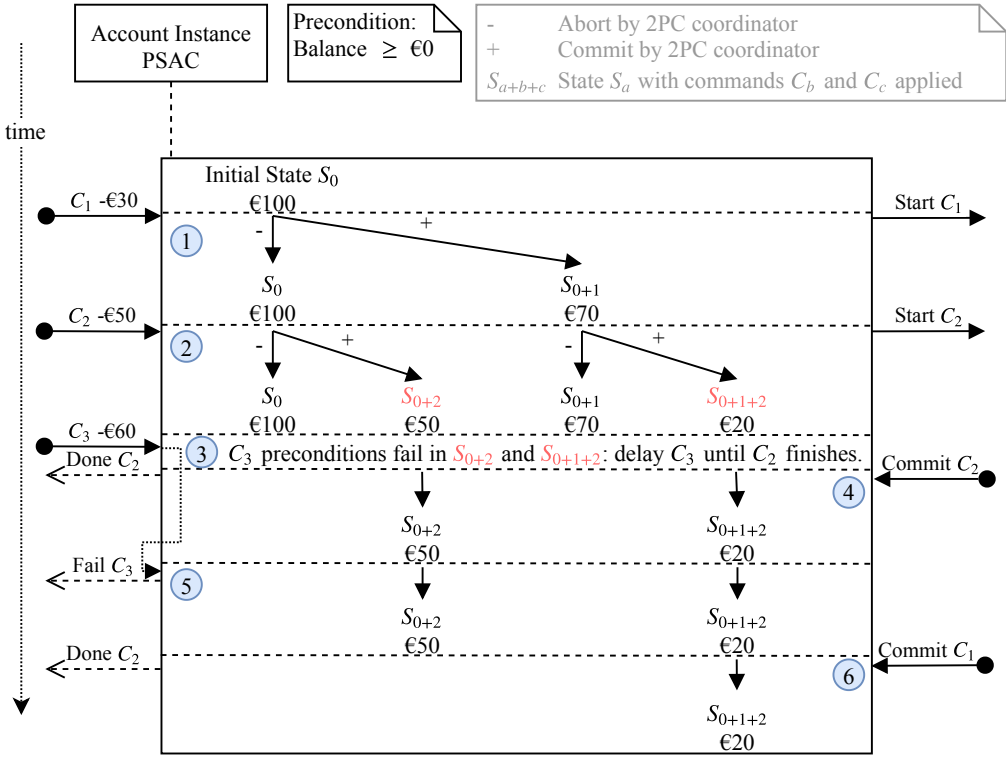 Account Instance
PSAC
Precondition:
Balance ≥ €0
- Abort by 2PC coordinator
+ Commit by 2PC coordinator
S_{a+b+c} State S_a with commands C_b and C_c applied
time
Initial State S_0
C_1 -€30
€100
Start C_1
1
-
+
S_0
S_{0+1}
C_2 -€50
€100
€70
Start C_2
2
-
+
-
+
S_0
S_{0+2}
S_{0+1}
S_{0+1+2}
€100
€50
€70
€20
C_3 -€60
3
C_3 preconditions fail in S_{0+2} and S_{0+1+2}: delay C_3 until C_2 finishes.
Done C_2
Commit C_2
4
S_{0+2}
S_{0+1+2}
€50
€20
Fail C_3
5
S_{0+2}
S_{0+1+2}
€50
€20
Done C_2
Commit C_1
6
S_{0+1+2}
€20